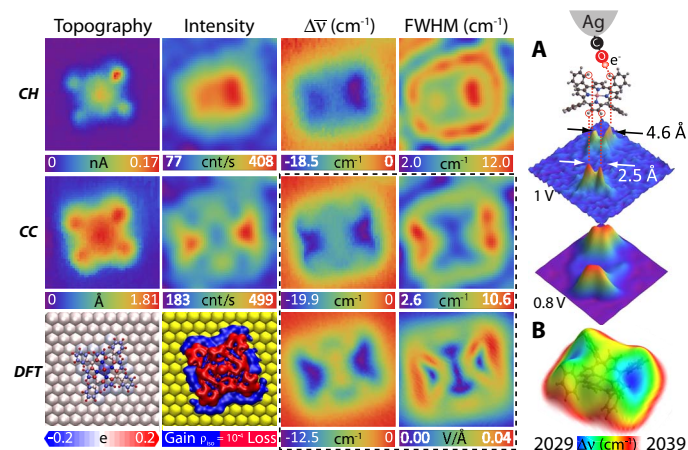 Topography Intensity Δν̅ (cm⁻¹) FWHM (cm⁻¹)
CH
0 nA 0.17 77 cnt/s 408 -18.5 cm⁻¹ 0 2.0 cm⁻¹ 12.0
CC
0 Å 1.81 183 cnt/s 499 -19.9 cm⁻¹ 0 2.6 cm⁻¹ 10.6
DFT
-0.2 e 0.2 Gain ρiso = 10⁻⁴ Loss -12.5 cm⁻¹ 0 0.00 V/Å 0.04
A
Ag
C
O
e⁻
4.6 Å
2.5 Å
1 V
0.8 V
B
2029 Δν (cm⁻¹) 2039